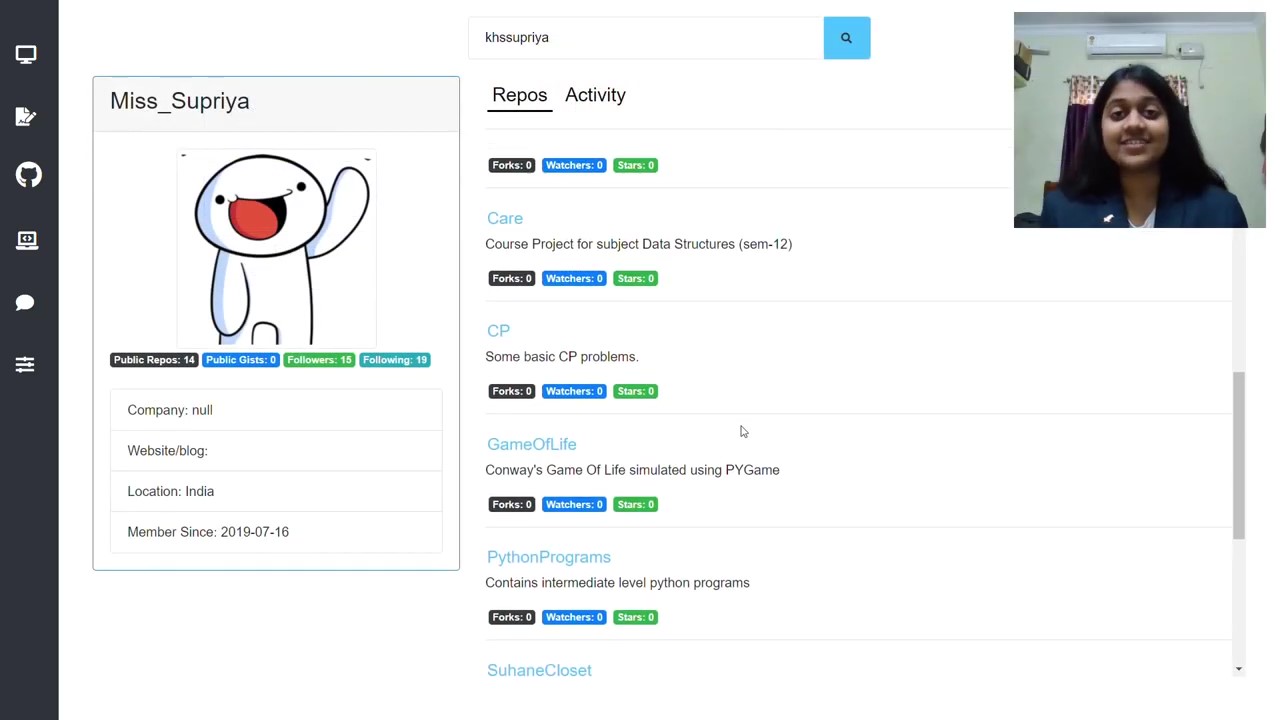 khssupriya
Miss_Supriya
Public Repos: 14 Public Gists: 0 Followers: 15 Following: 19
Company: null
Website/blog:
Location: India
Member Since: 2019-07-16
Repos Activity
Forks: 0 Watchers: 0 Stars: 0
Care
Course Project for subject Data Structures (sem-12)
Forks: 0 Watchers: 0 Stars: 0
CP
Some basic CP problems.
Forks: 0 Watchers: 0 Stars: 0
GameOfLife
Conway's Game Of Life simulated using PYGame
Forks: 0 Watchers: 0 Stars: 0
PythonPrograms
Contains intermediate level python programs
Forks: 0 Watchers: 0 Stars: 0
SuhaneCloset